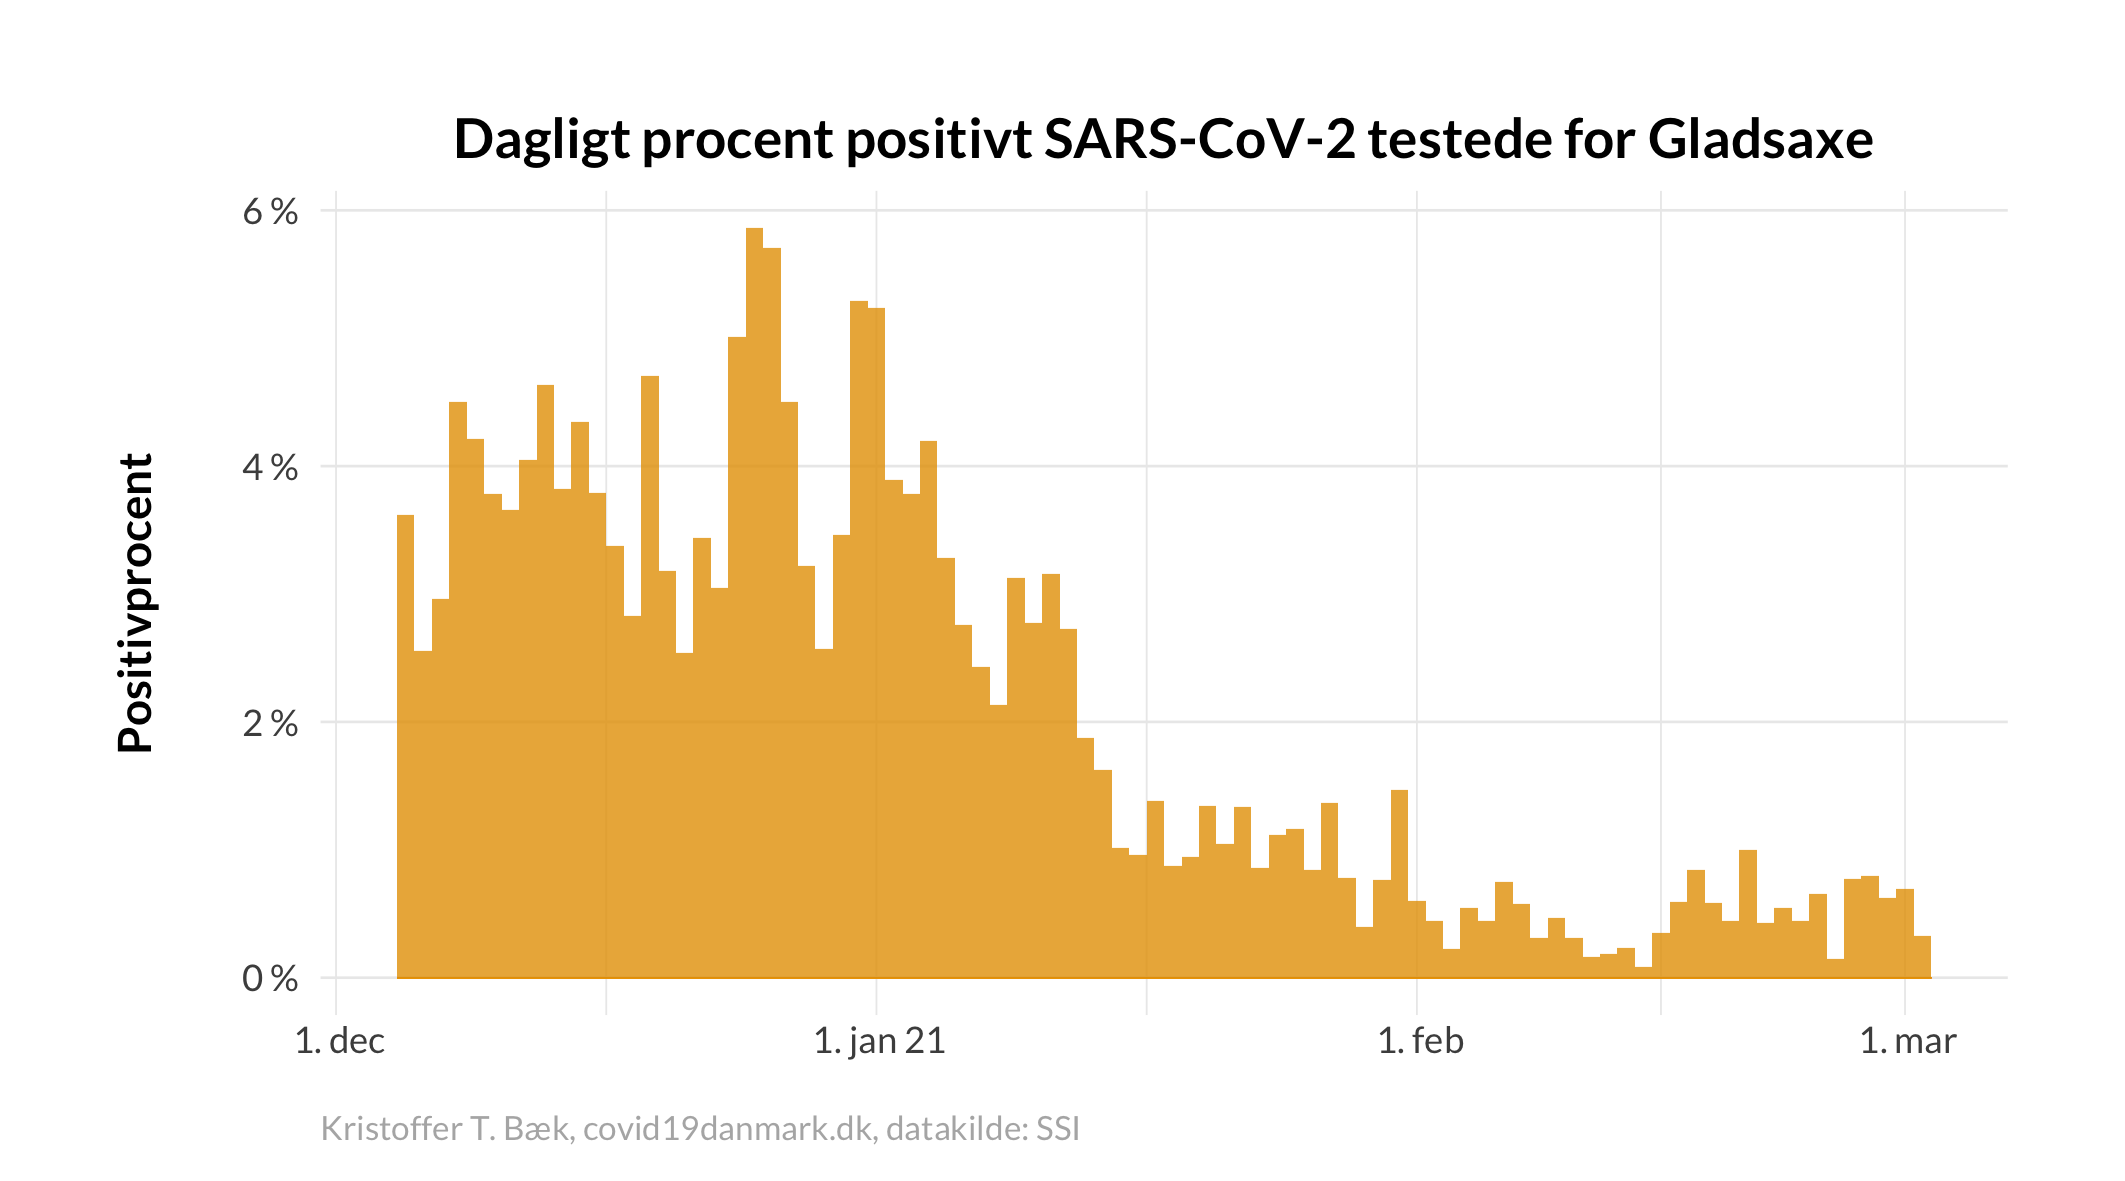 Dagligt procent positivt SARS-CoV-2 testede for Gladsaxe
Positivprocent
6 %
4 %
2 %
0 %
1. dec
1. jan 21
1. feb
1. mar
Kristoffer T. Bæk, covid19danmark.dk, datakilde: SSI